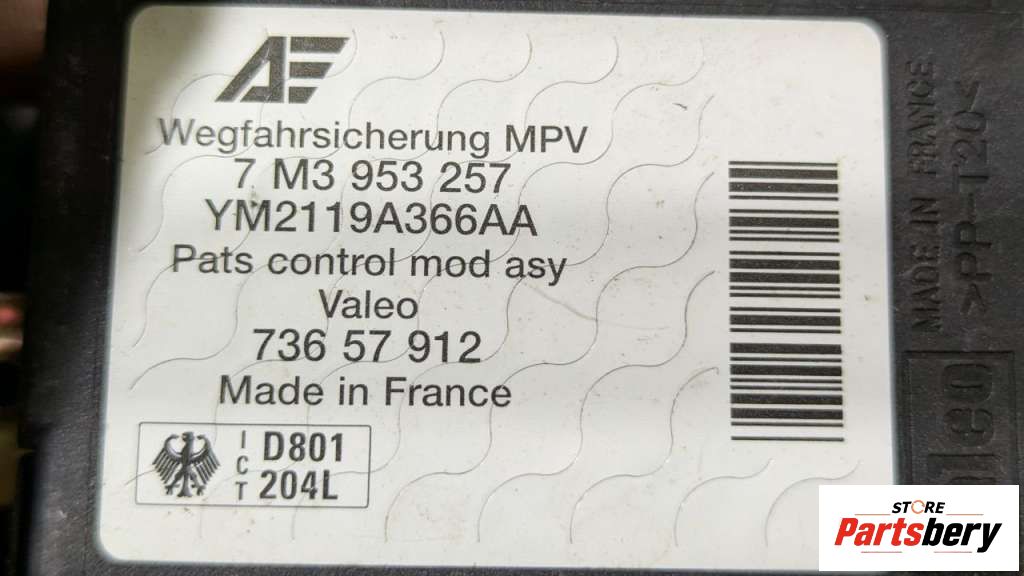 AE
Wegfahrsicherung MPV
7 M3 953 257
YM2119A366AA
Pats control mod asy
Valeo
736 57 912
Made in France
I C T
D801
204L
MADE IN FRANCE
>PP-T20<
STORE
Partsbery